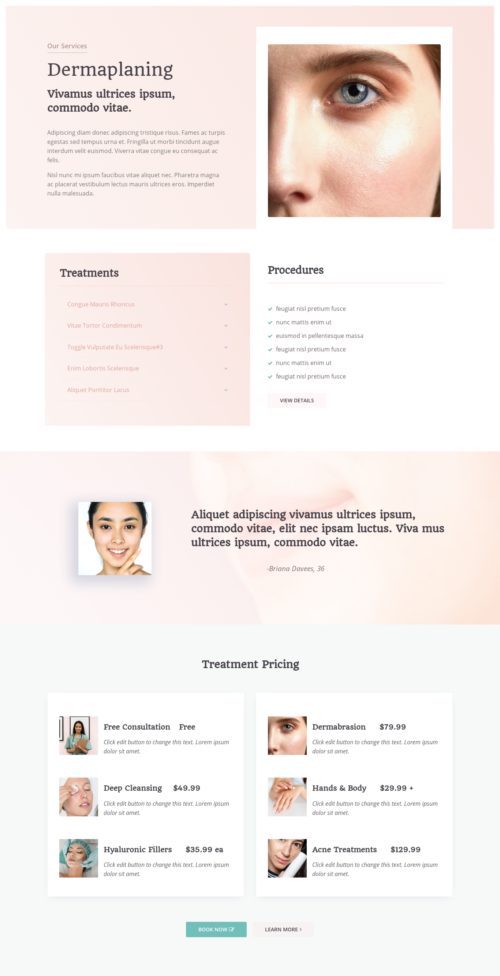 Our Services
Dermaplaning
Vivamus ultrices ipsum,
commodo vitae.
Adipiscing diam donec adipiscing tristique risus. Fames ac turpis
egestas sed tempus urna et. Fringilla ut morbi tincidunt augue
interdum velit euismod. Viverra vitae congue eu consequat ac
felis.
Nisl nunc mi ipsum faucibus vitae aliquet nec. Pharetra magna
ac placerat vestibulum lectus mauris ultrices eros. Imperdiet
nulla malesuada.
Treatments
Congue Mauris Rhoncus
Vitae Tortor Condimentum
Toggle Vulputate Eu Scelerisque#3
Enim Lobortis Scelerisque
Aliquet Porttitor Lacus
Procedures
feugiat nisl pretium fusce
nunc mattis enim ut
euismod in pellentesque massa
feugiat nisl pretium fusce
nunc mattis enim ut
feugiat nisl pretium fusce
VIEW DETAILS
Aliquet adipiscing vivamus ultrices ipsum,
commodo vitae, elit nec ipsam luctus. Viva mus
ultrices ipsum, commodo vitae.
-Briana Davees, 36
Treatment Pricing
Free Consultation Free
Click edit button to change this text. Lorem ipsum
dolor sit amet.
Deep Cleansing $49.99
Click edit button to change this text. Lorem ipsum
dolor sit amet.
Hyaluronic Fillers $35.99 ea
Click edit button to change this text. Lorem ipsum
dolor sit amet.
Dermabrasion $79.99
Click edit button to change this text. Lorem ipsum
dolor sit amet.
Hands & Body $29.99 +
Click edit button to change this text. Lorem ipsum
dolor sit amet.
Acne Treatments $129.99
Click edit button to change this text. Lorem ipsum
dolor sit amet.
BOOK NOW
LEARN MORE ›